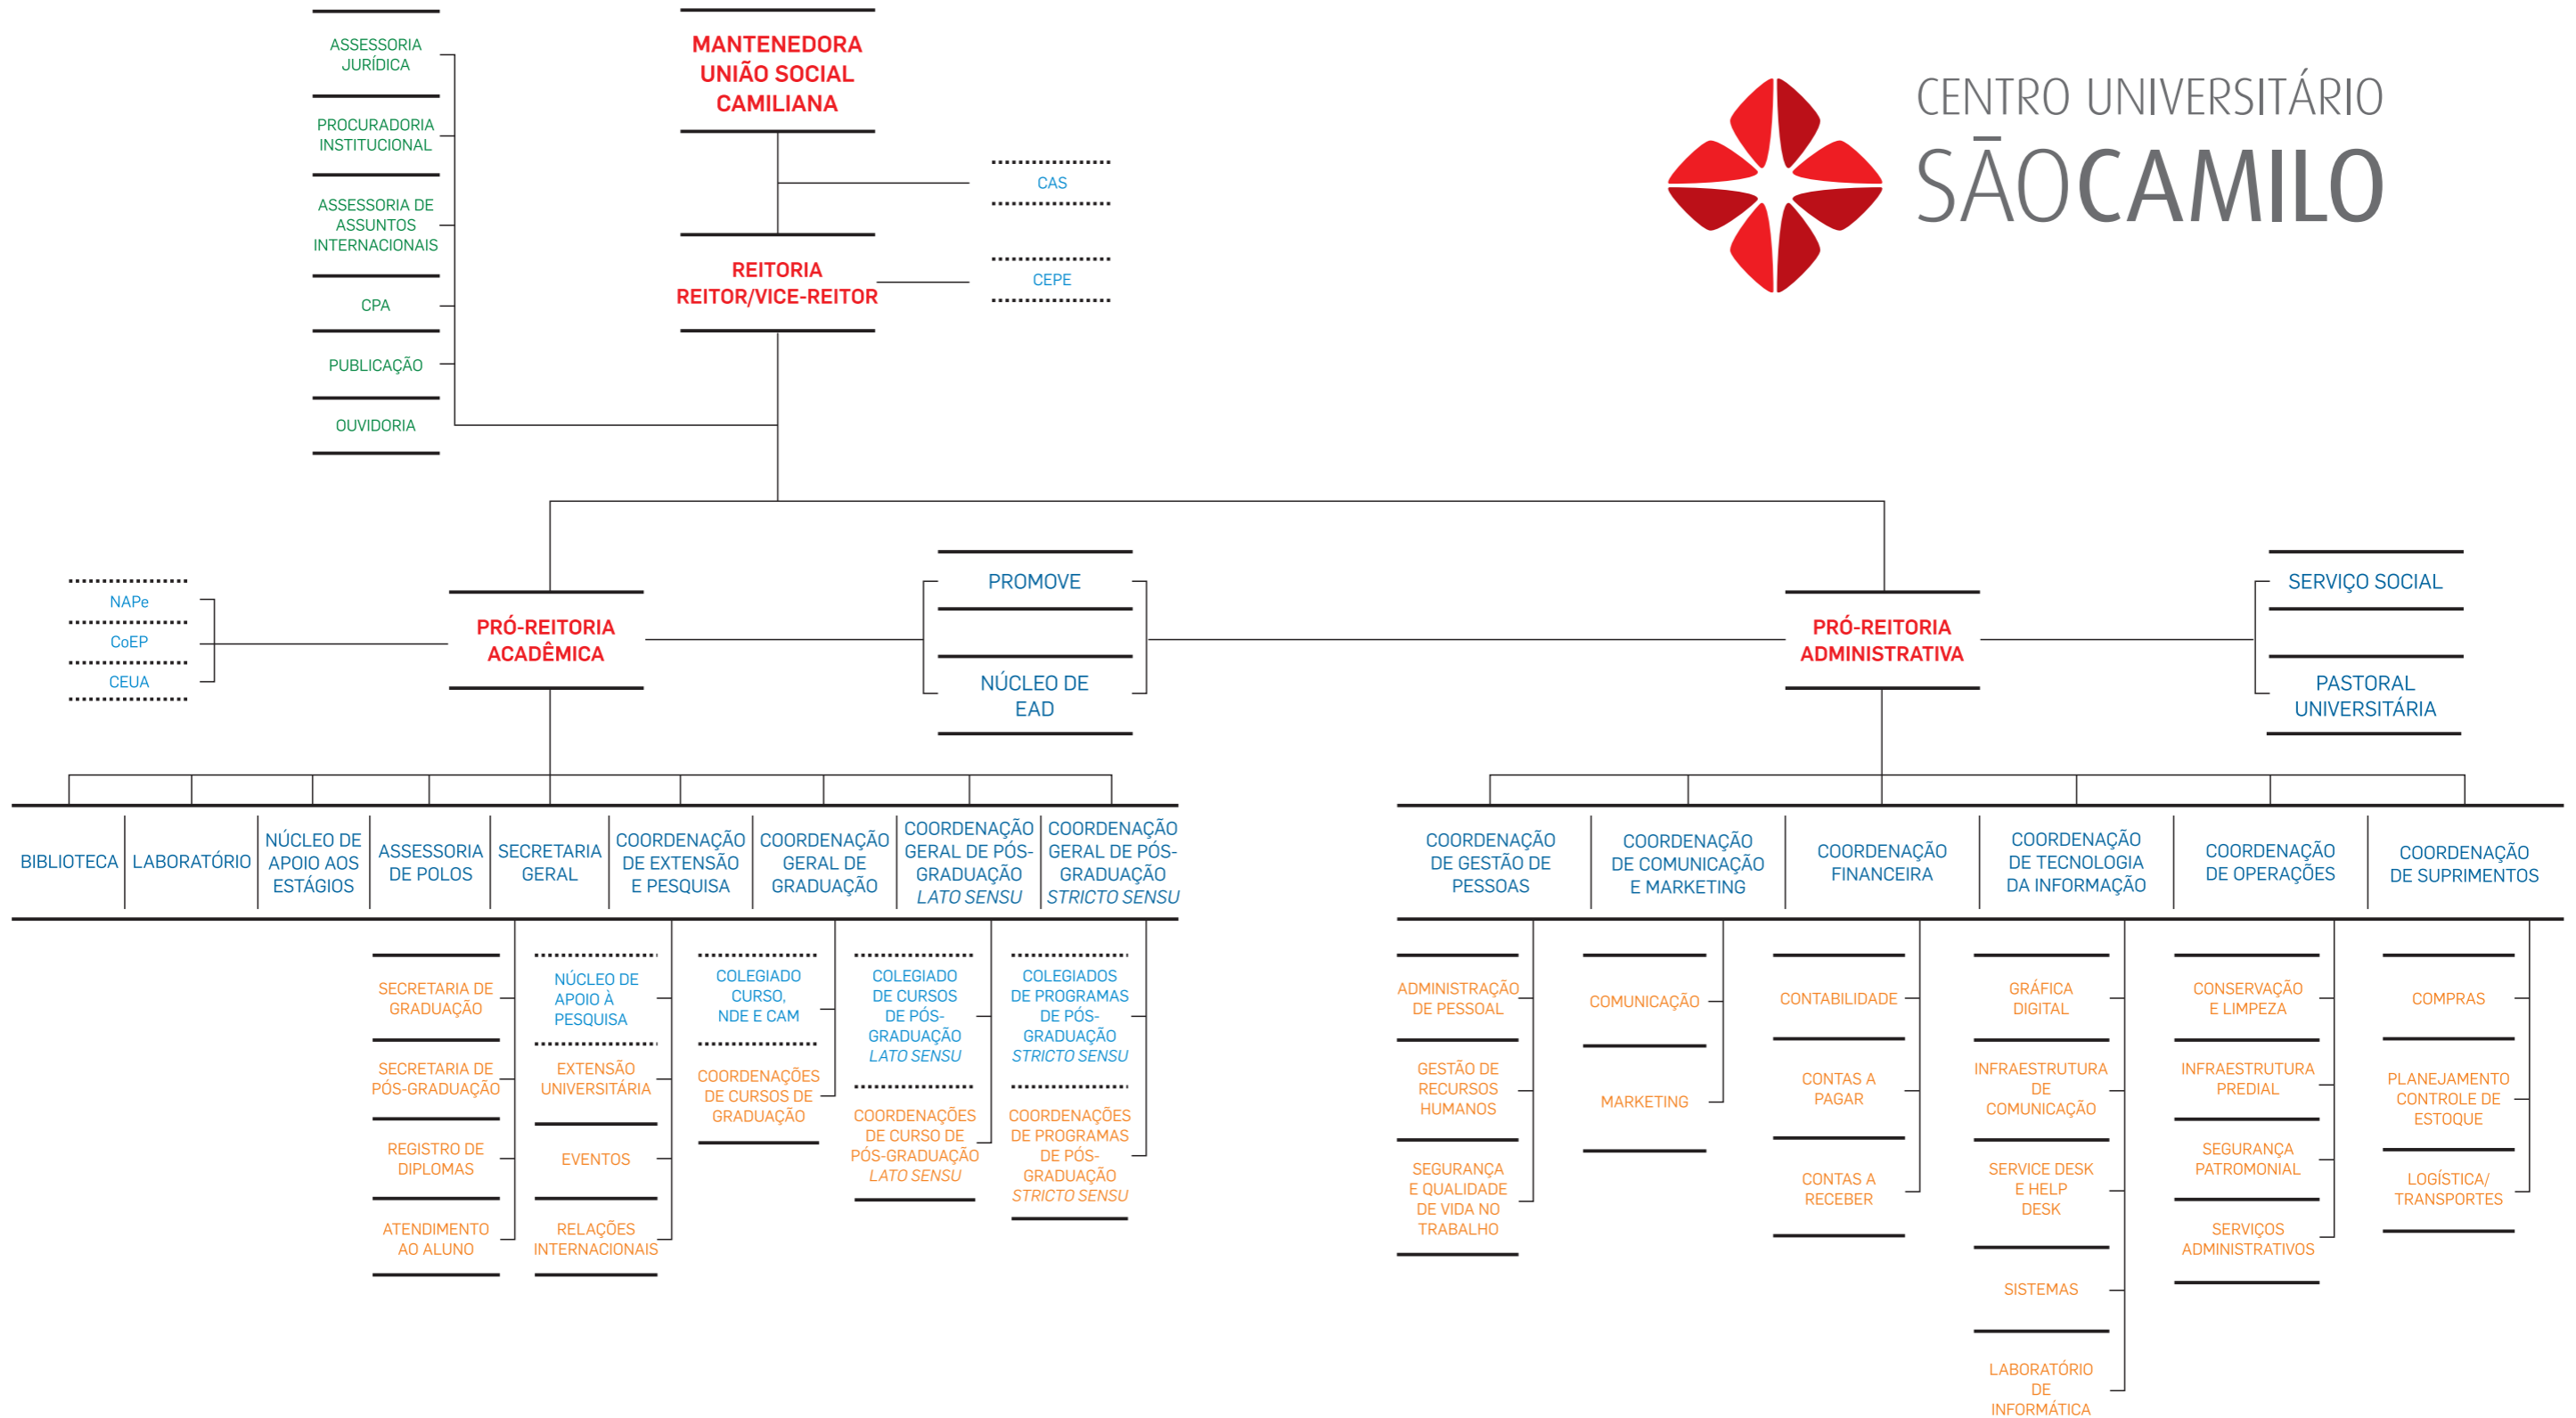 ASSESSORIA
JURÍDICA
PROCURADORIA
INSTITUCIONAL
ASSESSORIA DE
ASSUNTOS
INTERNACIONAIS
CPA
PUBLICAÇÃO
OUVIDORIA
MANTENEDORA
UNIÃO SOCIAL
CAMILIANA
CAS
REITORIA
REITOR/VICE-REITOR
CEPE
CENTRO UNIVERSITÁRIO
SÃOCAMILO
NAPe
CoEP
CEUA
PRÓ-REITORIA
ACADÊMICA
PROMOVE
NÚCLEO DE
EAD
PRÓ-REITORIA
ADMINISTRATIVA
SERVIÇO SOCIAL
PASTORAL
UNIVERSITÁRIA
BIBLIOTECA
LABORATÓRIO
NÚCLEO DE
APOIO AOS
ESTÁGIOS
ASSESSORIA
DE POLOS
SECRETARIA
GERAL
COORDENAÇÃO
DE EXTENSÃO
E PESQUISA
COORDENAÇÃO
GERAL DE
GRADUAÇÃO
COORDENAÇÃO
GERAL DE PÓS-
GRADUAÇÃO
LATO SENSU
COORDENAÇÃO
GERAL DE PÓS-
GRADUAÇÃO
STRICTO SENSU
COORDENAÇÃO
DE GESTÃO DE
PESSOAS
COORDENAÇÃO
DE COMUNICAÇÃO
E MARKETING
COORDENAÇÃO
FINANCEIRA
COORDENAÇÃO
DE TECNOLOGIA
DA INFORMAÇÃO
COORDENAÇÃO
DE OPERAÇÕES
COORDENAÇÃO
DE SUPRIMENTOS
SECRETARIA DE
GRADUAÇÃO
SECRETARIA DE
PÓS-GRADUAÇÃO
REGISTRO DE
DIPLOMAS
ATENDIMENTO
AO ALUNO
NÚCLEO DE
APOIO À
PESQUISA
EXTENSÃO
UNIVERSITÁRIA
EVENTOS
RELAÇÕES
INTERNACIONAIS
COLEGIADO
CURSO,
NDE E CAM
COORDENAÇÕES
DE CURSOS DE
GRADUAÇÃO
COLEGIADO
DE CURSOS
DE PÓS-
GRADUAÇÃO
LATO SENSU
COORDENAÇÕES
DE CURSO DE
PÓS-GRADUAÇÃO
LATO SENSU
COLEGIADOS
DE PROGRAMAS
DE PÓS-
GRADUAÇÃO
STRICTO SENSU
COORDENAÇÕES
DE PROGRAMAS
DE PÓS-
GRADUAÇÃO
STRICTO SENSU
ADMINISTRAÇÃO
DE PESSOAL
GESTÃO DE
RECURSOS
HUMANOS
SEGURANÇA
E QUALIDADE
DE VIDA NO
TRABALHO
COMUNICAÇÃO
MARKETING
CONTABILIDADE
CONTAS A
PAGAR
CONTAS A
RECEBER
GRÁFICA
DIGITAL
INFRAESTRUTURA
DE
COMUNICAÇÃO
SERVICE DESK
E HELP
DESK
SISTEMAS
LABORATÓRIO
DE
INFORMÁTICA
CONSERVAÇÃO
E LIMPEZA
INFRAESTRUTURA
PREDIAL
SEGURANÇA
PATROMONIAL
SERVIÇOS
ADMINISTRATIVOS
COMPRAS
PLANEJAMENTO
CONTROLE DE
ESTOQUE
LOGÍSTICA/
TRANSPORTES